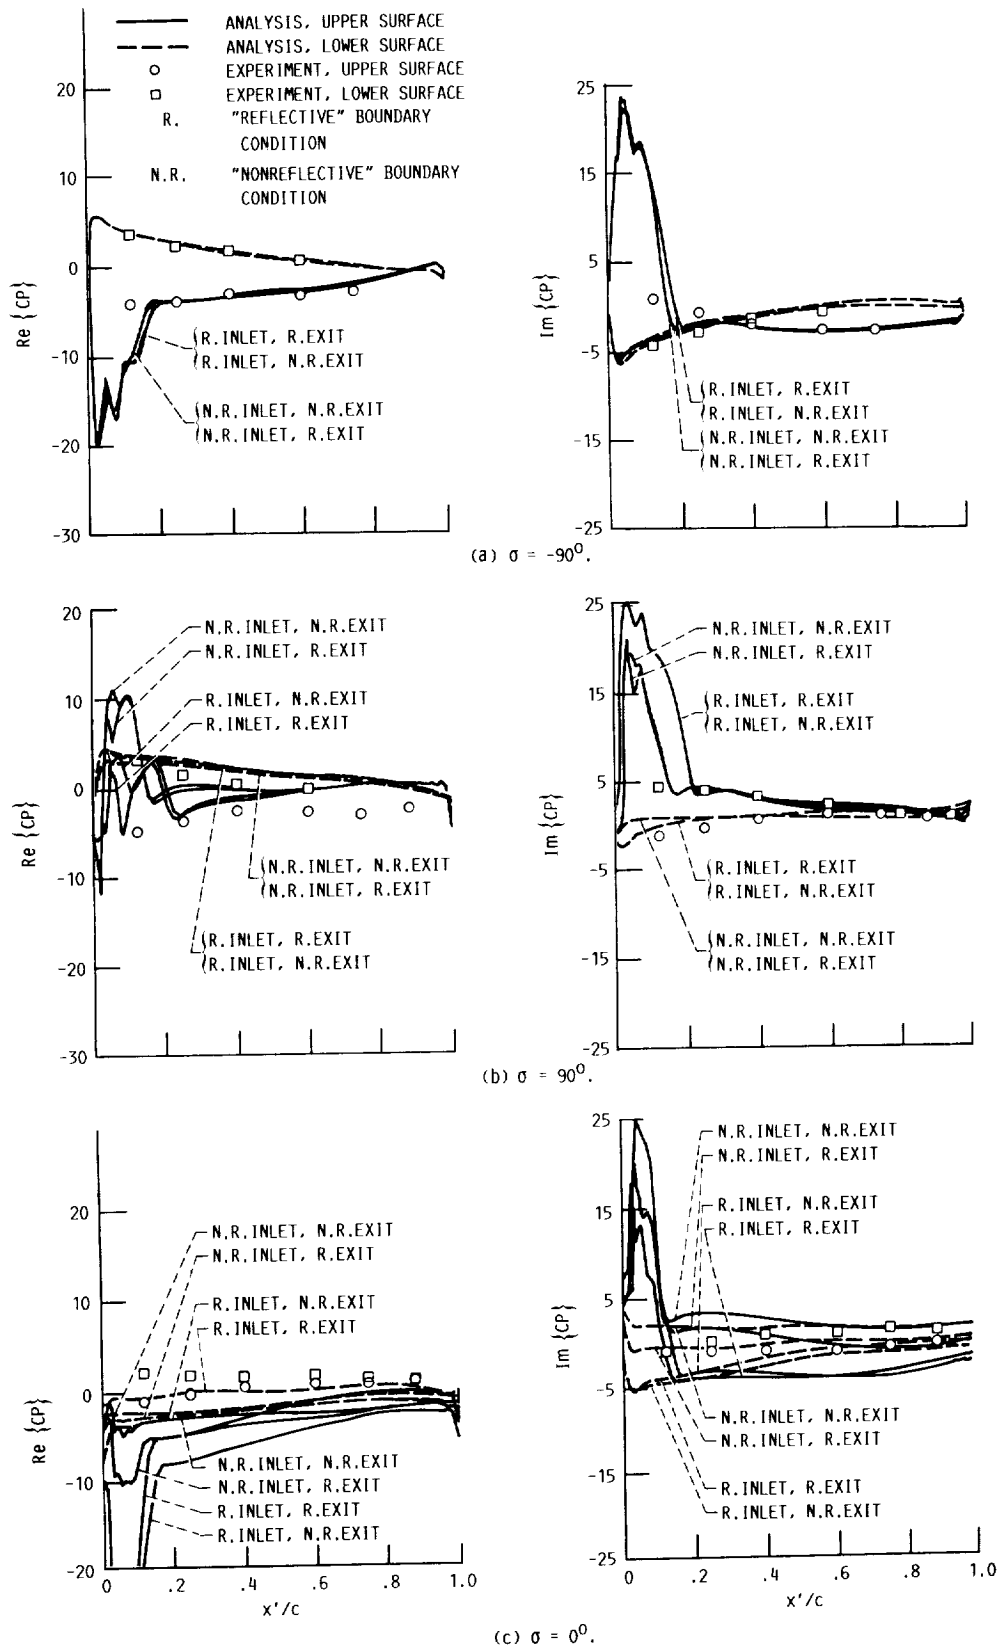 ANALYSIS, UPPER SURFACE
ANALYSIS, LOWER SURFACE
EXPERIMENT, UPPER SURFACE
EXPERIMENT, LOWER SURFACE
R. "REFLECTIVE" BOUNDARY
CONDITION
N.R. "NONREFLECTIVE" BOUNDARY
CONDITION
20
10
0
-10
-20
-30
Re {CP}
R.INLET, R.EXIT
R.INLET, N.R.EXIT
N.R.INLET, N.R.EXIT
N.R.INLET, R.EXIT
25
15
5
-5
-15
-25
Im {CP}
R.INLET, R.EXIT
R.INLET, N.R.EXIT
N.R.INLET, N.R.EXIT
N.R.INLET, R.EXIT
(a) σ = -90°.
20
10
0
-10
-20
-30
Re {CP}
N.R.INLET, N.R.EXIT
N.R.INLET, R.EXIT
R.INLET, N.R.EXIT
R.INLET, R.EXIT
N.R.INLET, N.R.EXIT
N.R.INLET, R.EXIT
R.INLET, R.EXIT
R.INLET, N.R.EXIT
25
15
5
-5
-15
-25
Im {CP}
N.R.INLET, N.R.EXIT
N.R.INLET, R.EXIT
R.INLET, R.EXIT
R.INLET, N.R.EXIT
R.INLET, R.EXIT
R.INLET, N.R.EXIT
N.R.INLET, N.R.EXIT
N.R.INLET, R.EXIT
(b) σ = 90°.
20
10
0
-10
-20
Re {CP}
N.R.INLET, N.R.EXIT
N.R.INLET, R.EXIT
R.INLET, N.R.EXIT
R.INLET, R.EXIT
N.R.INLET, N.R.EXIT
N.R.INLET, R.EXIT
R.INLET, R.EXIT
R.INLET, N.R.EXIT
0 .2 .4 .6 .8 1.0
x'/c
25
15
5
-5
-15
-25
Im {CP}
N.R.INLET, N.R.EXIT
N.R.INLET, R.EXIT
R.INLET, N.R.EXIT
R.INLET, R.EXIT
N.R.INLET, N.R.EXIT
N.R.INLET, R.EXIT
R.INLET, R.EXIT
R.INLET, N.R.EXIT
0 .2 .4 .6 .8 1.0
x'/c
(c) σ = 0°.